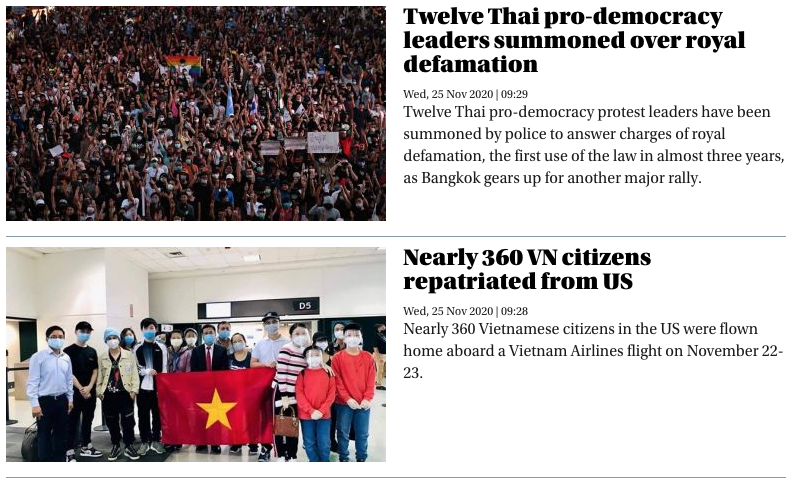 Twelve Thai pro-democracy
leaders summoned over royal
defamation
Wed, 25 Nov 2020 | 09:29
Twelve Thai pro-democracy protest leaders have been
summoned by police to answer charges of royal
defamation, the first use of the law in almost three years,
as Bangkok gears up for another major rally.
D5
Nearly 360 VN citizens
repatriated from US
Wed, 25 Nov 2020 | 09:28
Nearly 360 Vietnamese citizens in the US were flown
home aboard a Vietnam Airlines flight on November 22-
23.